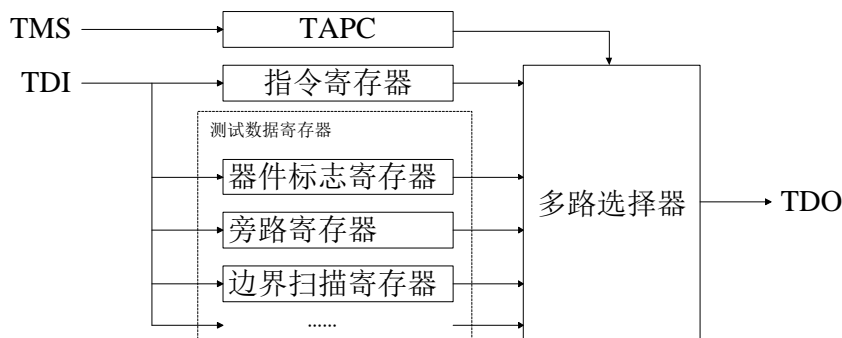 TMS
TAPC
TDI
指令寄存器
测试数据寄存器
器件标志寄存器
多路选择器
TDO
旁路寄存器
边界扫描寄存器
......